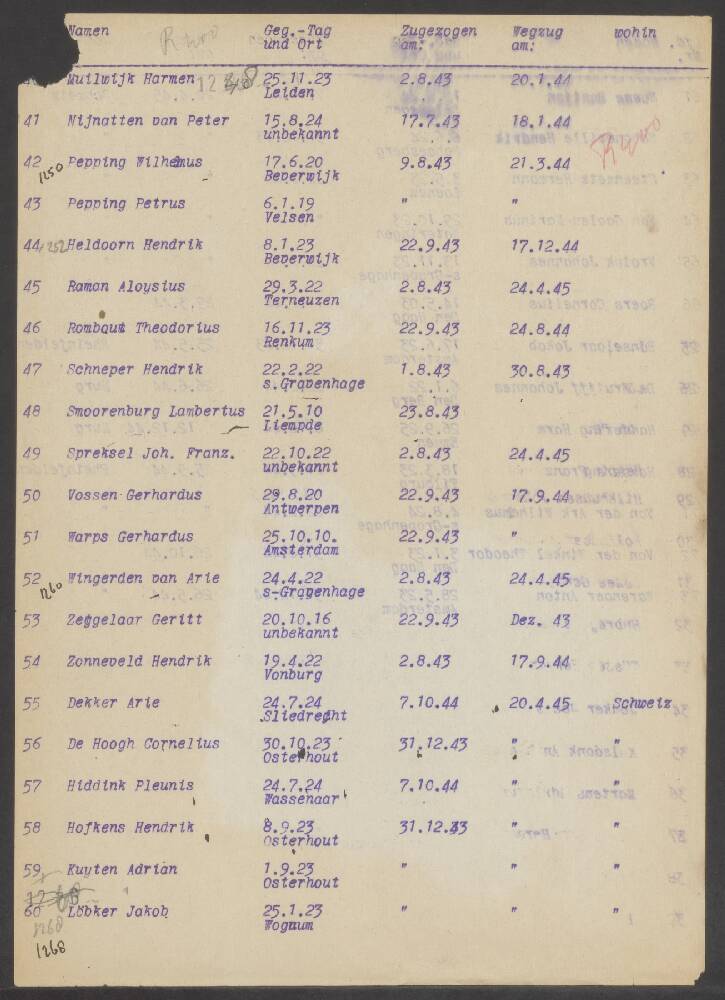 Namen Geg.-Tag Zugezogen Wegzug wohin
und Ort am: am:
Muilwijk Harmen 25.11.23 2.8.43 20.1.44
Leiden
41 Nijnatten van Peter 15.8.24 17.7.43 18.1.44
unbekannt
42 Pepping Wilhelmus 17.6.20 9.8.43 21.3.44
1250 Beverwijk
43 Pepping Petrus 6.1.19 " "
Velsen
44 1252 Heldoorn Hendrik 8.1.23 22.9.43 17.12.44
Beverwijk
45 Raman Aloysius 29.3.22 2.8.43 24.4.45
Terneuzen
46 Rombout Theodorius 16.11.23 22.9.43 24.8.44
Renkum
47 Schneper Hendrik 22.2.22 1.8.43 30.8.43
s.Gravenhage
48 Smoorenburg Lambertus 21.5.10 23.8.43
Liempde
49 Spreksel Joh. Franz. 22.10.22 2.8.43 24.4.45
unbekannt
50 Vossen Gerhardus 29.8.20 22.9.43 17.9.44
Antwerpen
51 Warps Gerhardus 25.10.10. 22.9.43 "
Amsterdam
52 Wingerden van Arie 24.4.22 2.8.43 24.4.45
1260 s-Gravenhage
53 Zeggelaar Geritt 20.10.16 22.9.43 Dez. 43
unbekannt
54 Zonneveld Hendrik 19.4.22 2.8.43 17.9.44
Vonburg
55 Dekker Arie 24.7.24 7.10.44 20.4.45 Schweiz
Sliedrecht
56 De Hoogh Cornelius 30.10.23 31.12.43 " "
Osterhout
57 Hiddink Pleunis 24.7.24 7.10.44 " "
Wassenaar
58 Hofkens Hendrik 8.9.23 31.12.43 " "
Osterhout
59 Kuyten Adrian 1.9.23 " " "
Osterhout
60 Löbker Jakob 25.1.23 " " "
1268 Wognum
1268